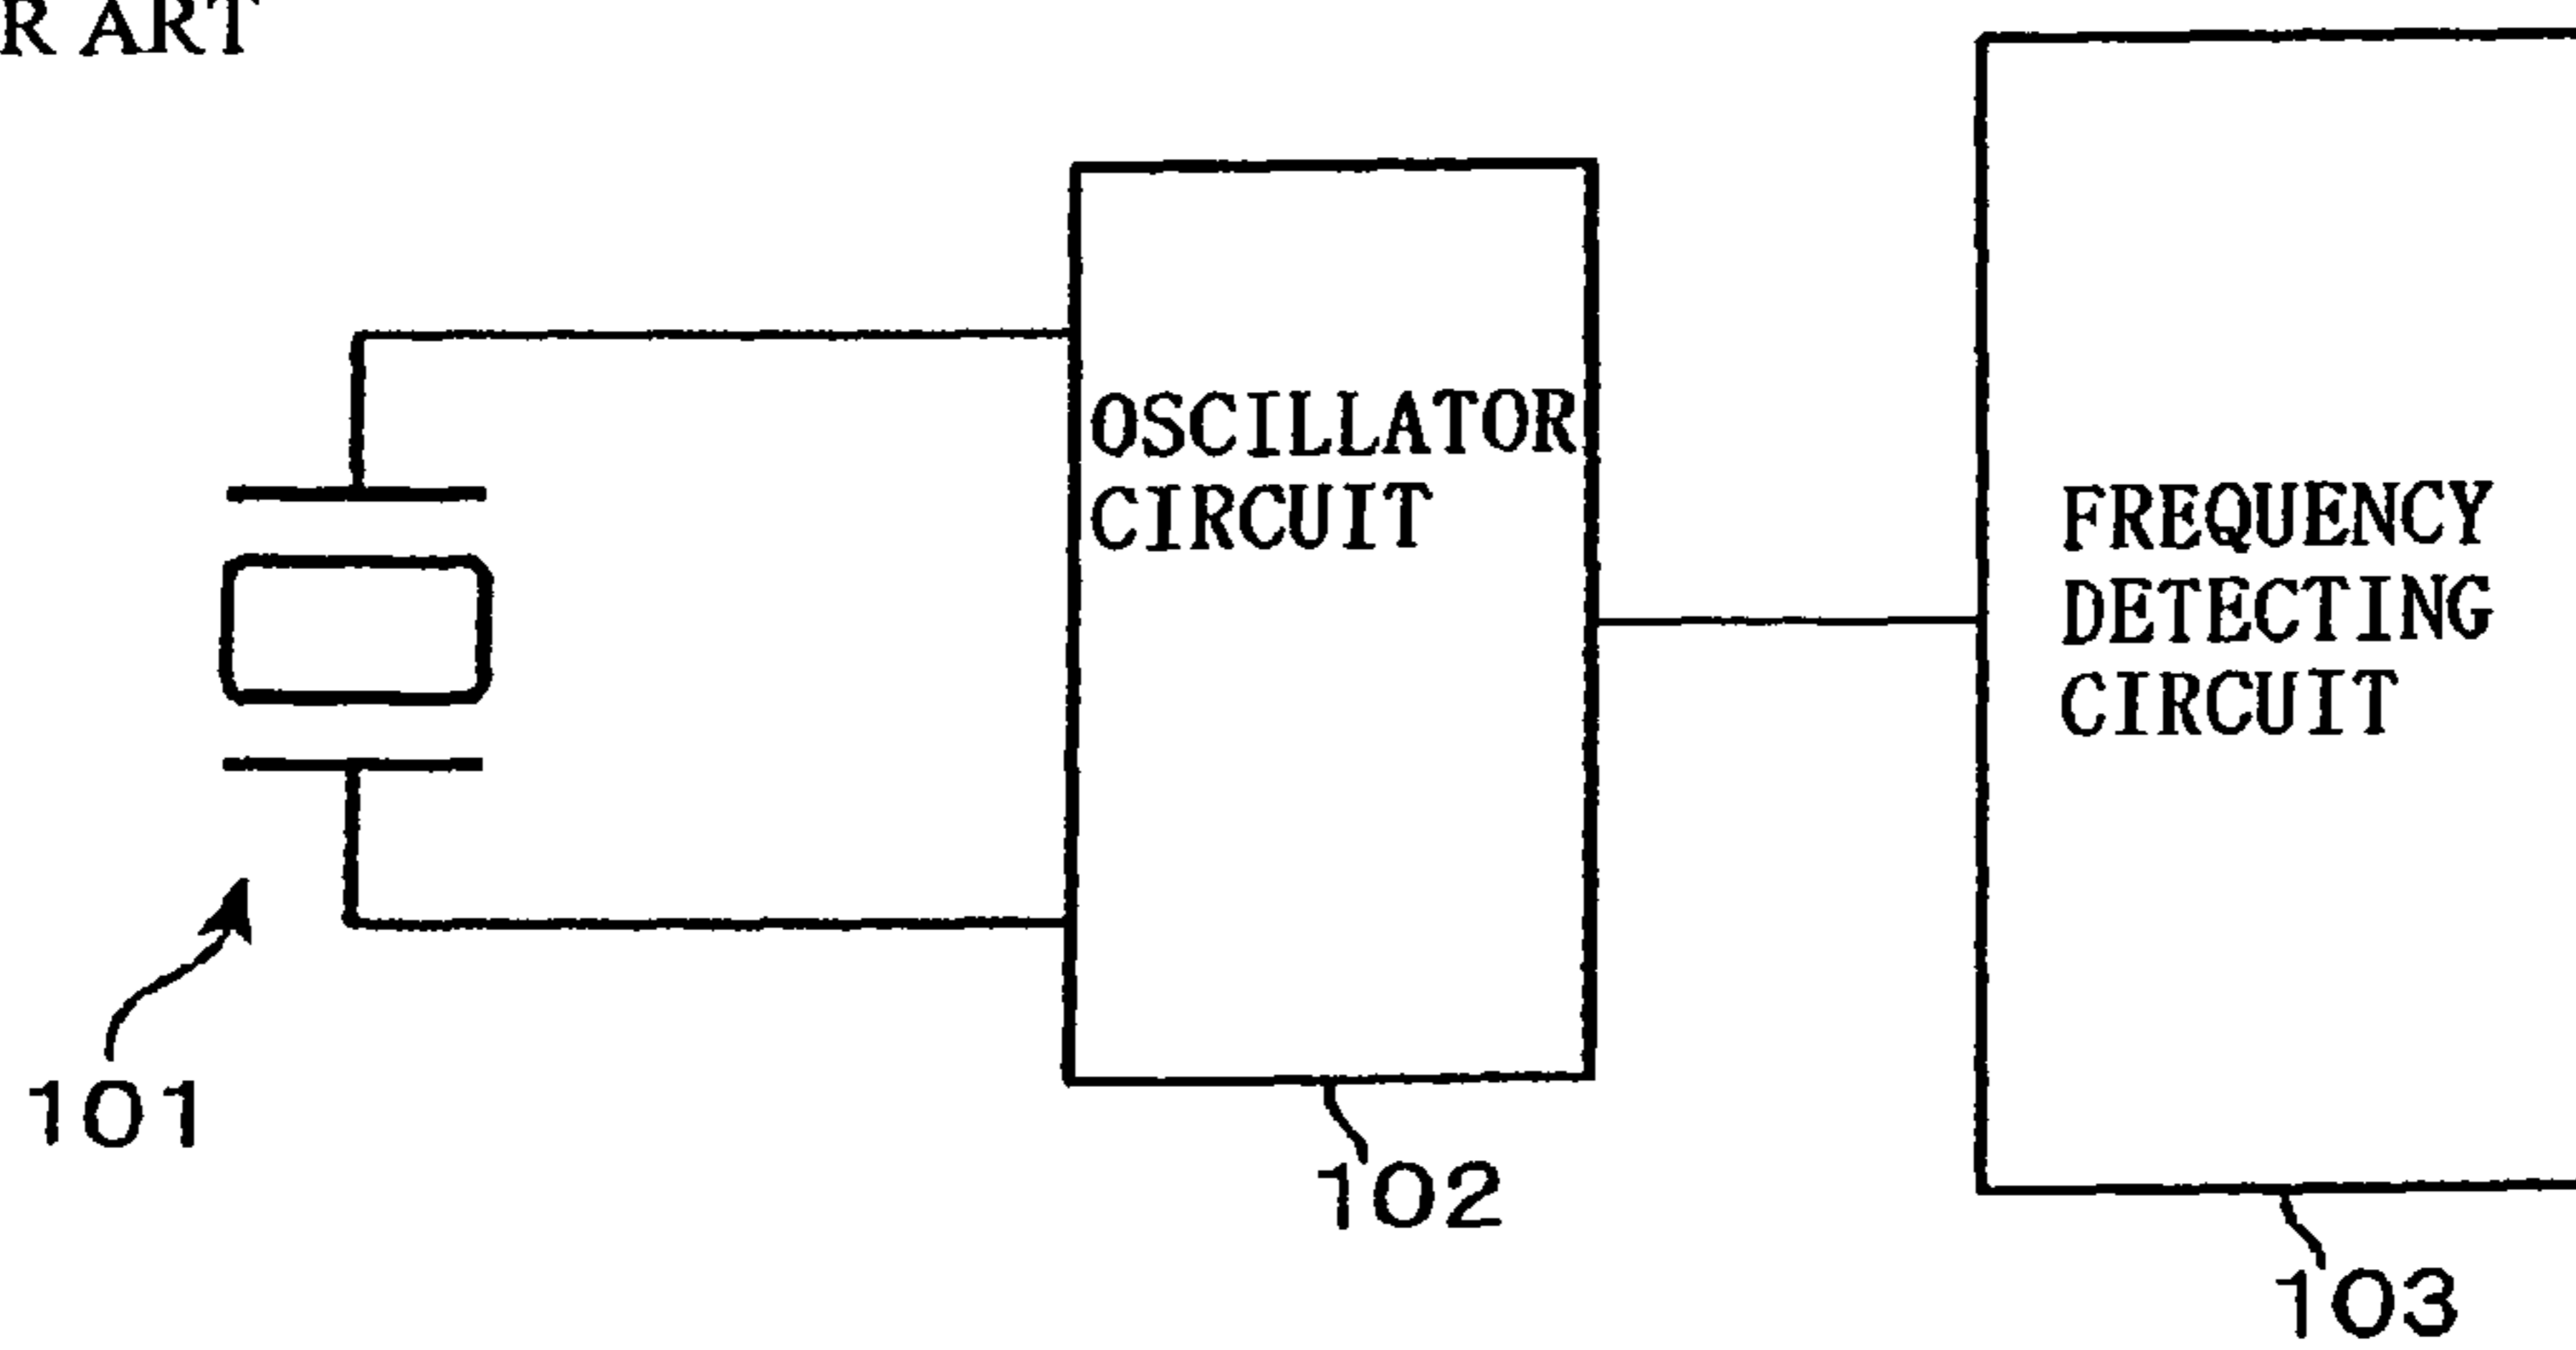 R ART
OSCILLATOR
CIRCUIT
FREQUENCY
DETECTING
CIRCUIT
101
102
103